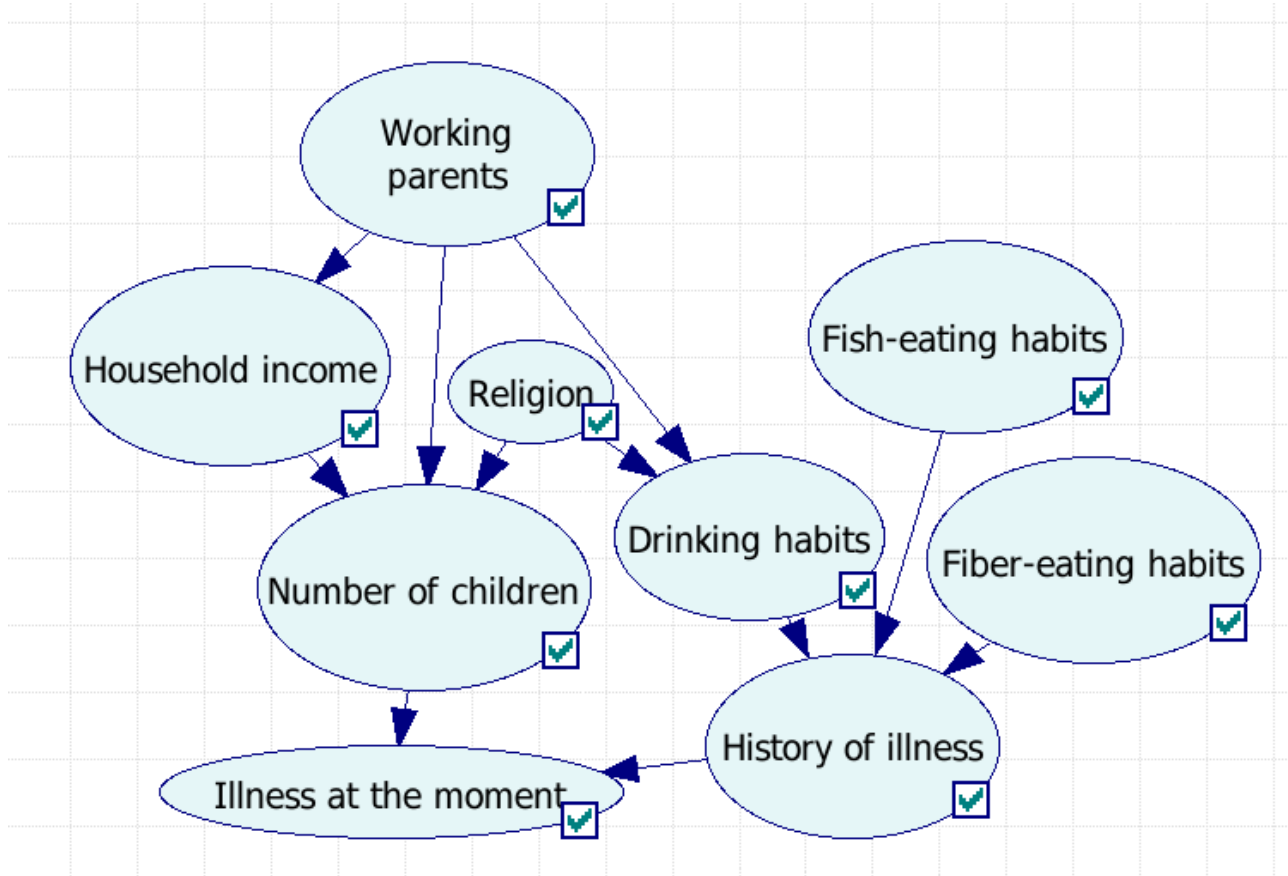 Working
parents
Fish-eating habits
Household income
Religion
Drinking habits
Fiber-eating habits
Number of children
History of illness
Illness at the moment